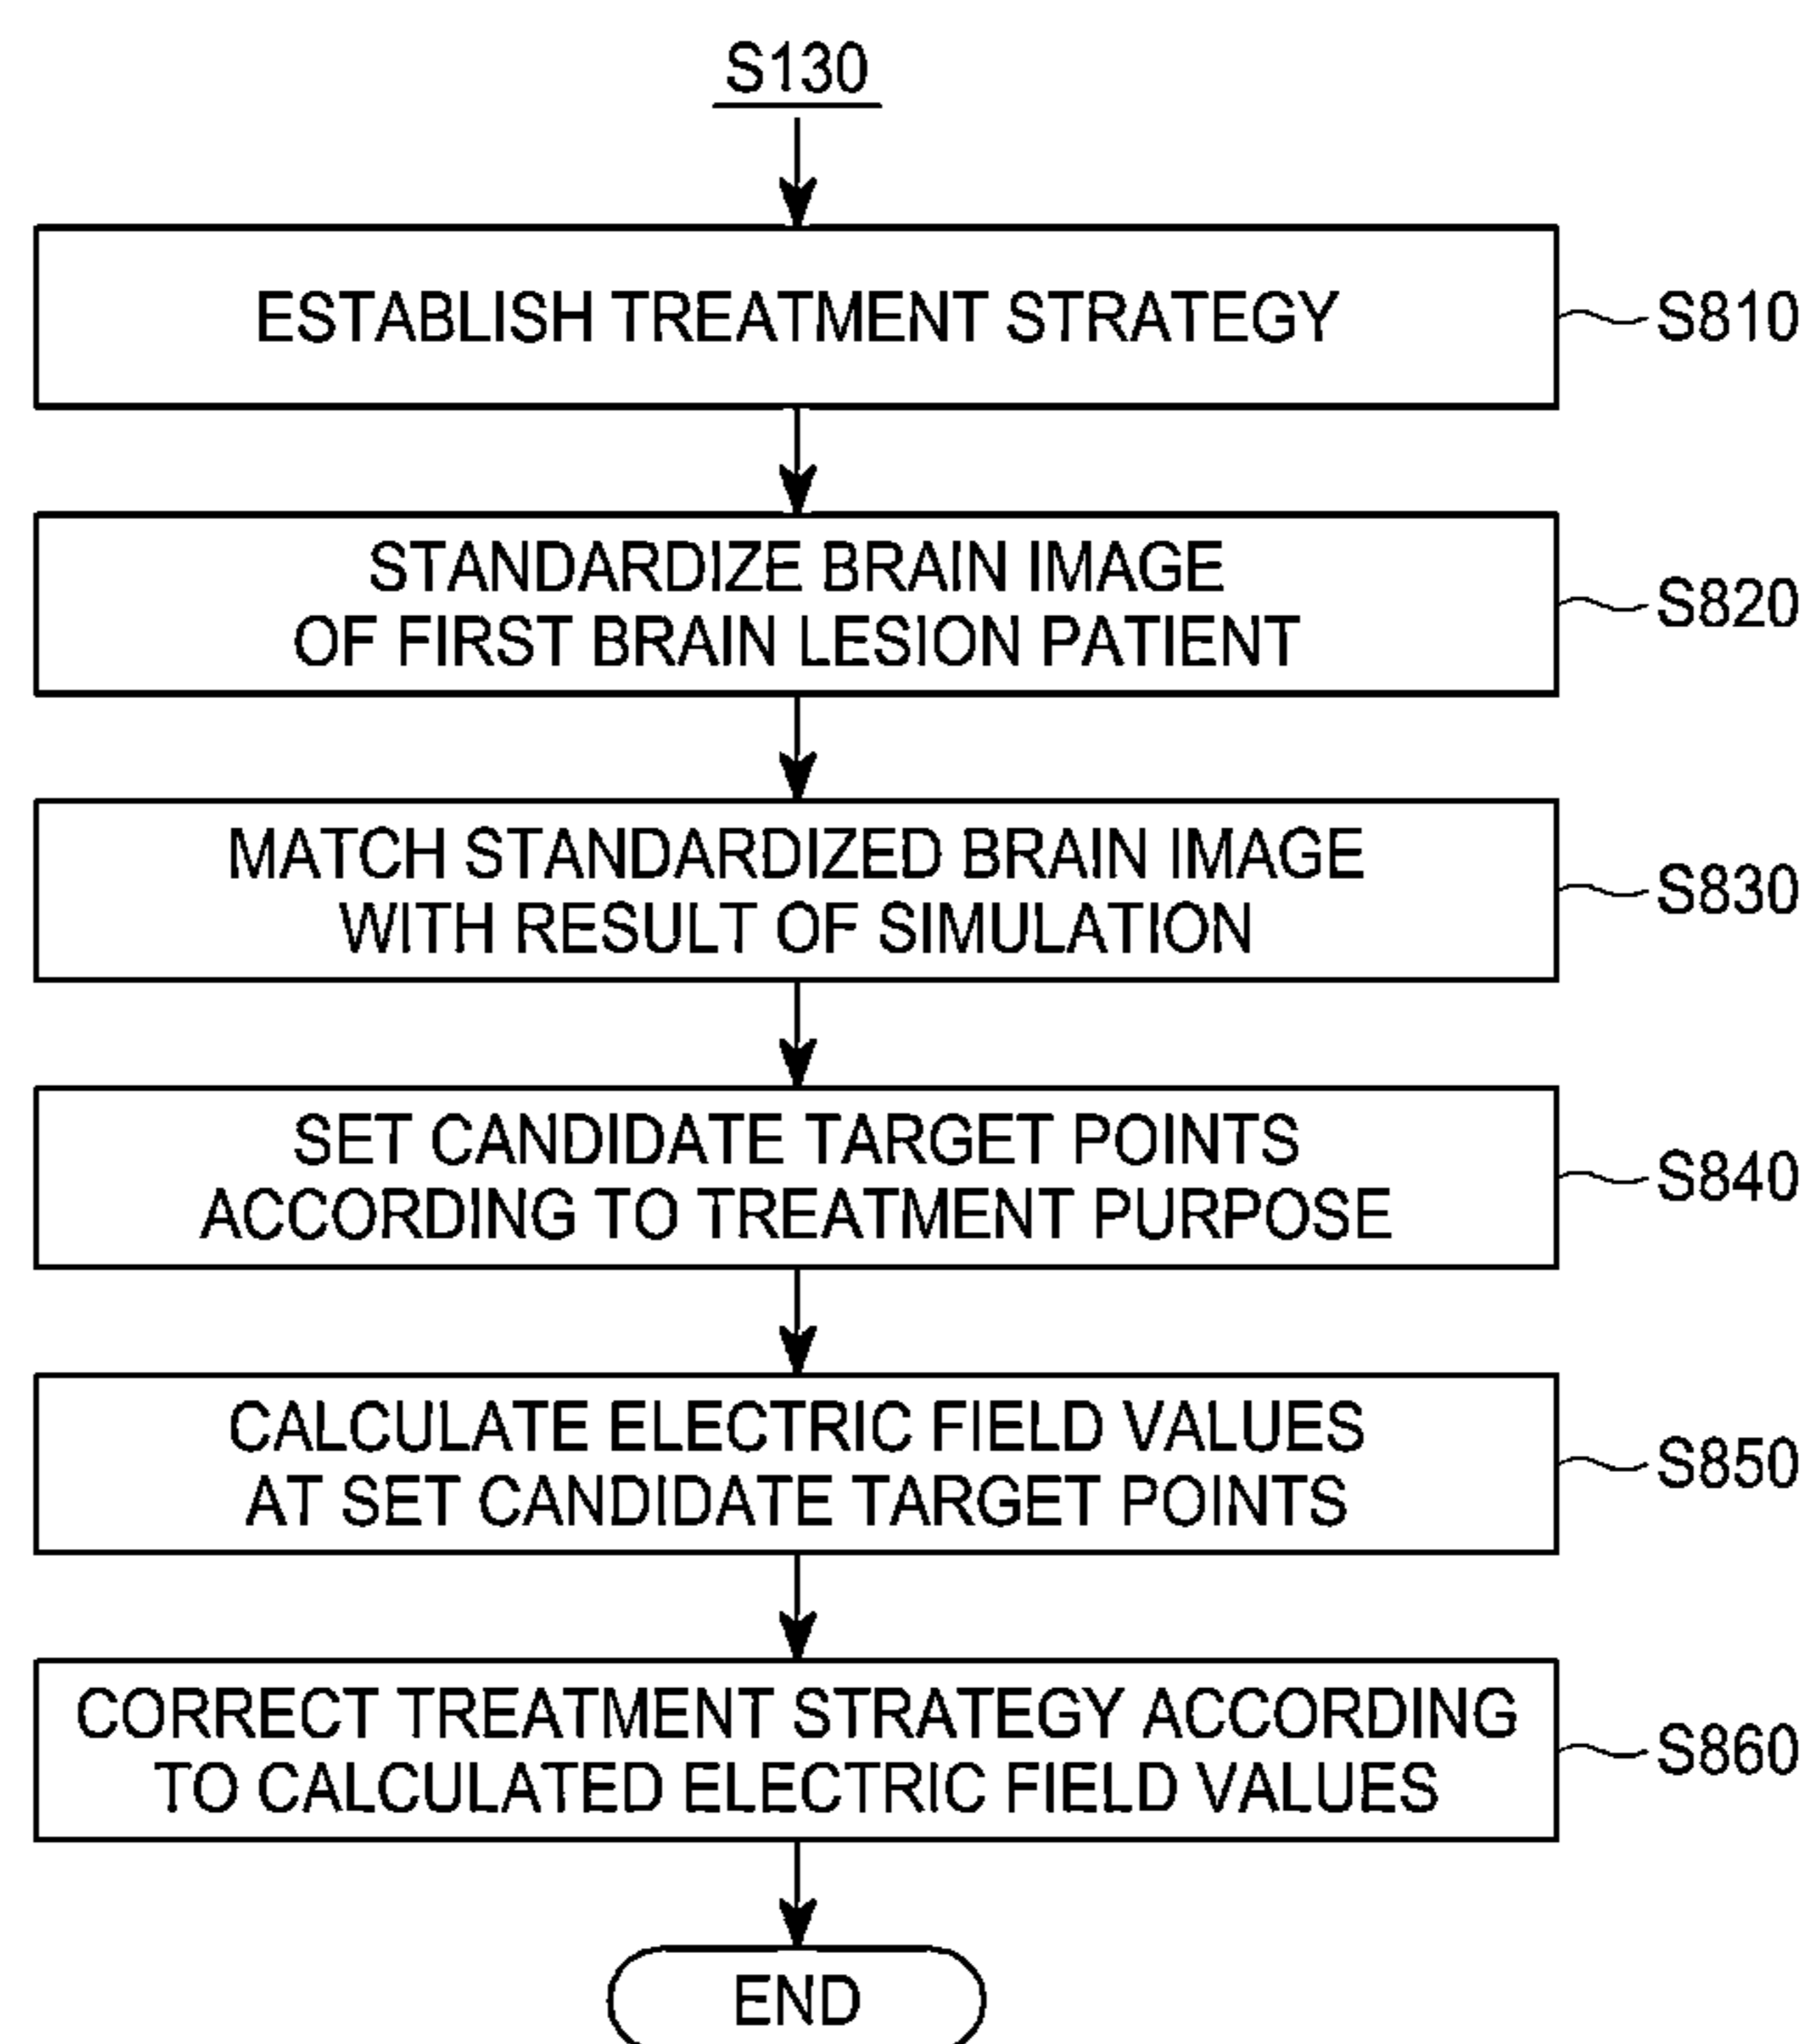 S130
ESTABLISH TREATMENT STRATEGY
S810
STANDARDIZE BRAIN IMAGE
OF FIRST BRAIN LESION PATIENT
S820
MATCH STANDARDIZED BRAIN IMAGE
WITH RESULT OF SIMULATION
S830
SET CANDIDATE TARGET POINTS
ACCORDING TO TREATMENT PURPOSE
S840
CALCULATE ELECTRIC FIELD VALUES
AT SET CANDIDATE TARGET POINTS
S850
CORRECT TREATMENT STRATEGY ACCORDING
TO CALCULATED ELECTRIC FIELD VALUES
S860
END